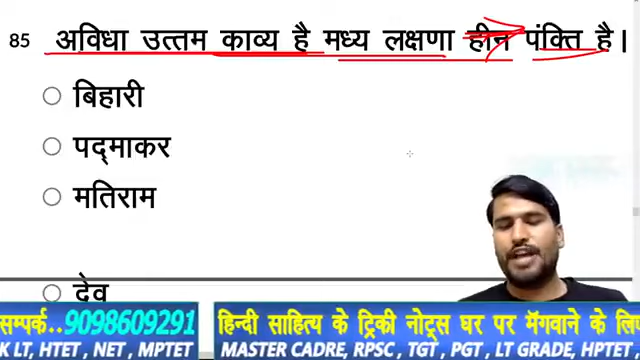 85 अविधा उत्तम काव्य है मध्य लक्षणा हीन पंक्ति है।
बिहारी
पद्माकर
मतिराम
देव
सम्पर्क..9098609291
हिन्दी साहित्य के ट्रिकी नोट्स घर पर मॅगवाने के लिए
K LT, HTET , NET , MPTET
MASTER CADRE, RPSC , TGT , PGT , LT GRADE, HPTET,